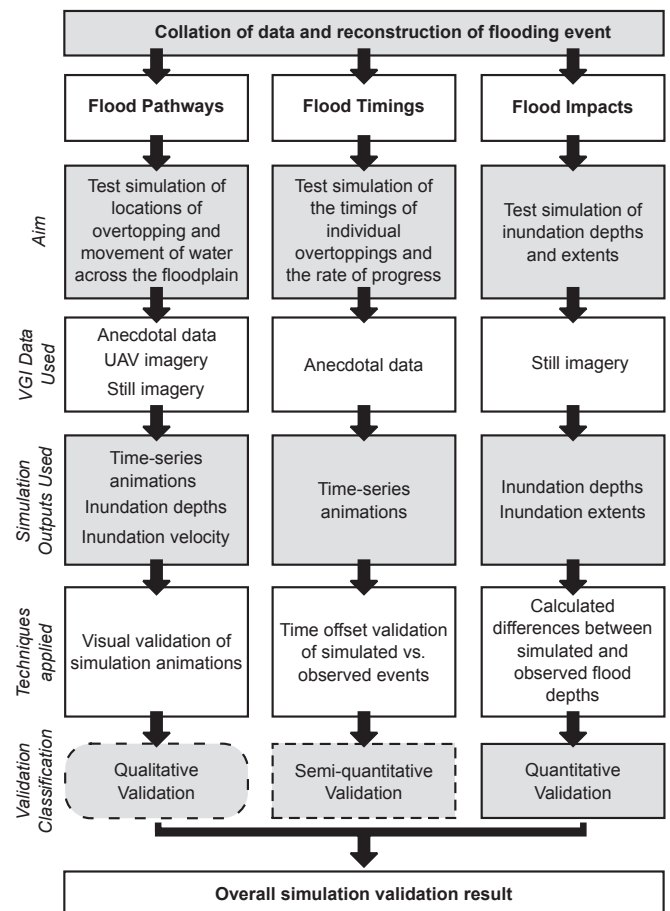 Collation of data and reconstruction of flooding event
Flood Pathways
Flood Timings
Flood Impacts
Aim
Test simulation of
locations of
overtopping and
movement of water
across the floodplain
Test simulation of
the timings of
individual
overtoppings and
the rate of progress
Test simulation of
inundation depths
and extents
VGI Data
Used
Anecdotal data
UAV imagery
Still imagery
Anecdotal data
Still imagery
Simulation
Outputs Used
Time-series
animations
Inundation depths
Inundation velocity
Time-series
animations
Inundation depths
Inundation extents
Techniques
applied
Visual validation of
simulation animations
Time offset validation
of simulated vs.
observed events
Calculated
differences between
simulated and
observed flood
depths
Validation
Classification
Qualitative
Validation
Semi-quantitative
Validation
Quantitative
Validation
Overall simulation validation result